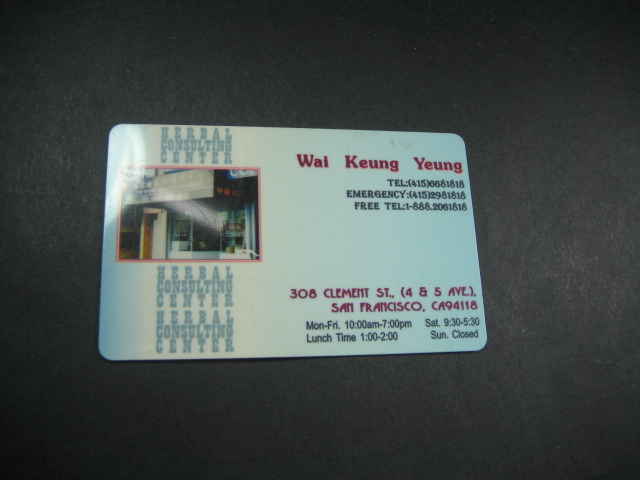 HERBAL
CONSULTING
CENTER
Wai Keung Yeung
TEL:(415)6681818
EMERGENCY:(415)2981818
FREE TEL:1-888.2061818
HERBAL
CONSULTING
CENTER
HERBAL
CONSULTING
CENTER
308 CLEMENT ST., (4 & 5 AVE.),
SAN FRANCISCO, CA94118
Mon-Fri. 10:00am-7:00pm Sat. 9:30-5:30
Lunch Time 1:00-2:00 Sun. Closed